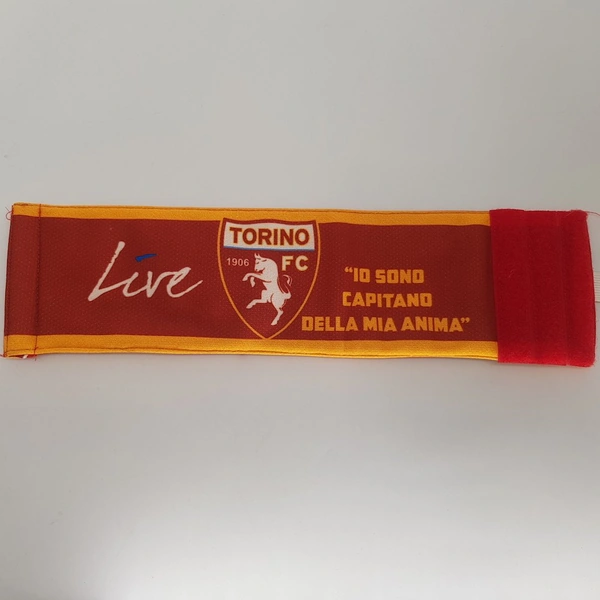 Live
TORINO
1906 FC
“IO SONO
CAPITANO
DELLA MIA ANIMA”